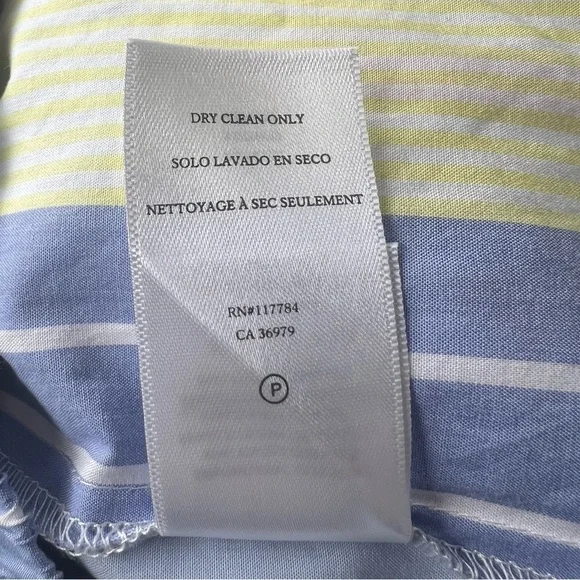 DRY CLEAN ONLY
SOLO LAVADO EN SECO
NETTOYAGE À SEC SEULEMENT
RN#117784
CA 36979
P